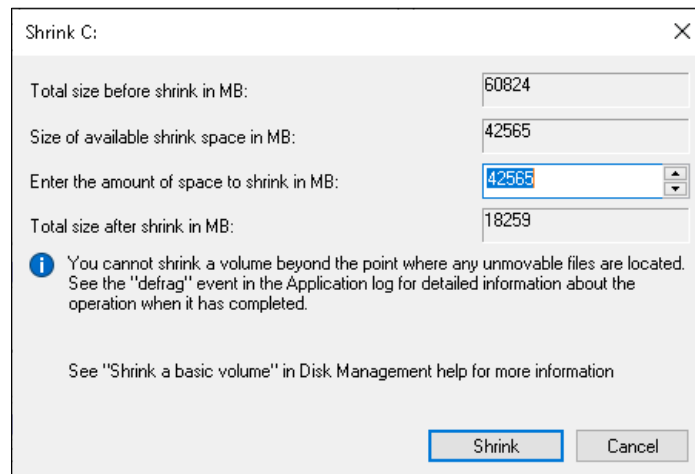 Shrink C:
Total size before shrink in MB: 60824
Size of available shrink space in MB: 42565
Enter the amount of space to shrink in MB: 42565
Total size after shrink in MB: 18259
You cannot shrink a volume beyond the point where any unmovable files are located.
See the "defrag" event in the Application log for detailed information about the
operation when it has completed.
See "Shrink a basic volume" in Disk Management help for more information
Shrink Cancel